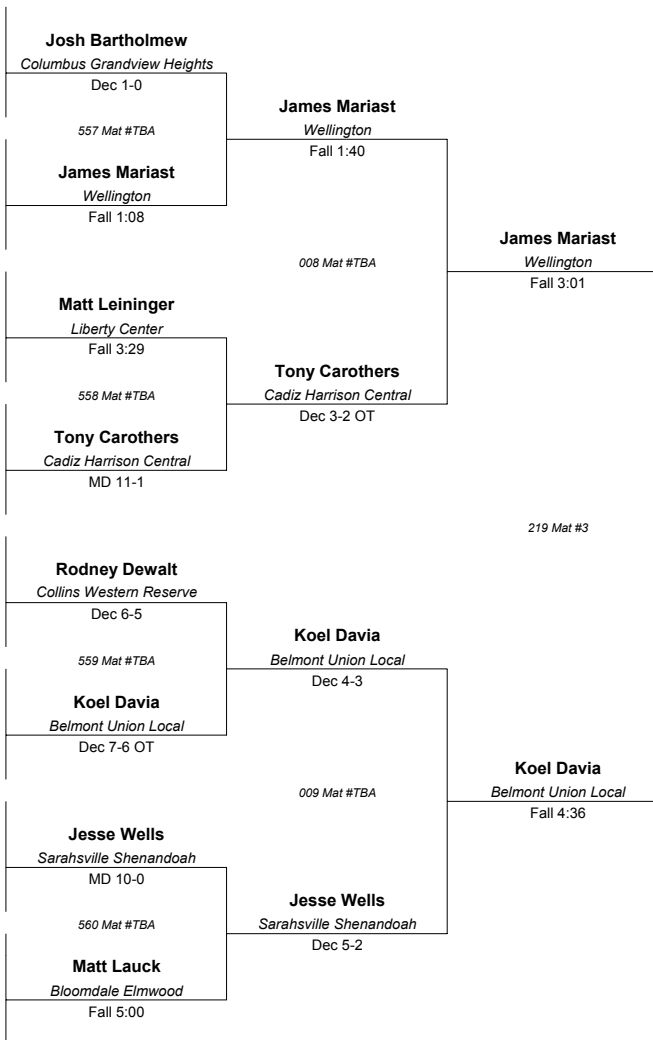 Josh Bartholmew
Columbus Grandview Heights
Dec 1-0
557 Mat #TBA
James Mariast
Wellington
Fall 1:08
James Mariast
Wellington
Fall 1:40
008 Mat #TBA
James Mariast
Wellington
Fall 3:01
Matt Leininger
Liberty Center
Fall 3:29
558 Mat #TBA
Tony Carothers
Cadiz Harrison Central
MD 11-1
Tony Carothers
Cadiz Harrison Central
Dec 3-2 OT
219 Mat #3
Rodney Dewalt
Collins Western Reserve
Dec 6-5
559 Mat #TBA
Koel Davia
Belmont Union Local
Dec 7-6 OT
Koel Davia
Belmont Union Local
Dec 4-3
009 Mat #TBA
Koel Davia
Belmont Union Local
Fall 4:36
Jesse Wells
Sarahsville Shenandoah
MD 10-0
560 Mat #TBA
Matt Lauck
Bloomdale Elmwood
Fall 5:00
Jesse Wells
Sarahsville Shenandoah
Dec 5-2